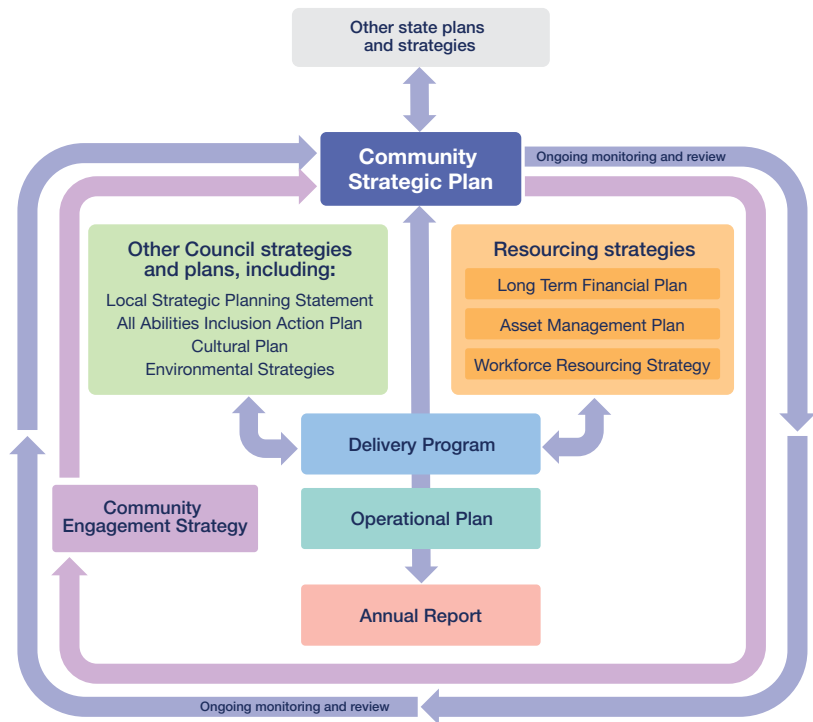 Other state plans
and strategies
Community
Strategic Plan
Ongoing monitoring and review
Other Council strategies
and plans, including:
Local Strategic Planning Statement
All Abilities Inclusion Action Plan
Cultural Plan
Environmental Strategies
Resourcing strategies
Long Term Financial Plan
Asset Management Plan
Workforce Resourcing Strategy
Delivery Program
Community
Engagement Strategy
Operational Plan
Annual Report
Ongoing monitoring and review